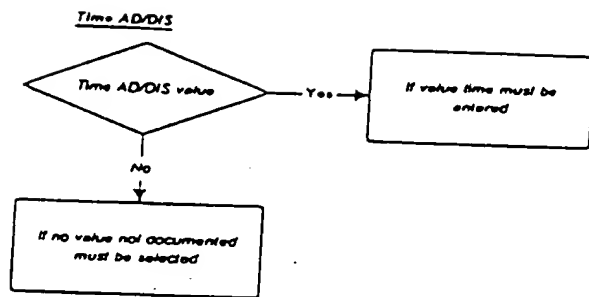 Time AD/DIS
Time AD/DIS value
Yes
If value time must be
entered
No
If no value not documented
must be selected